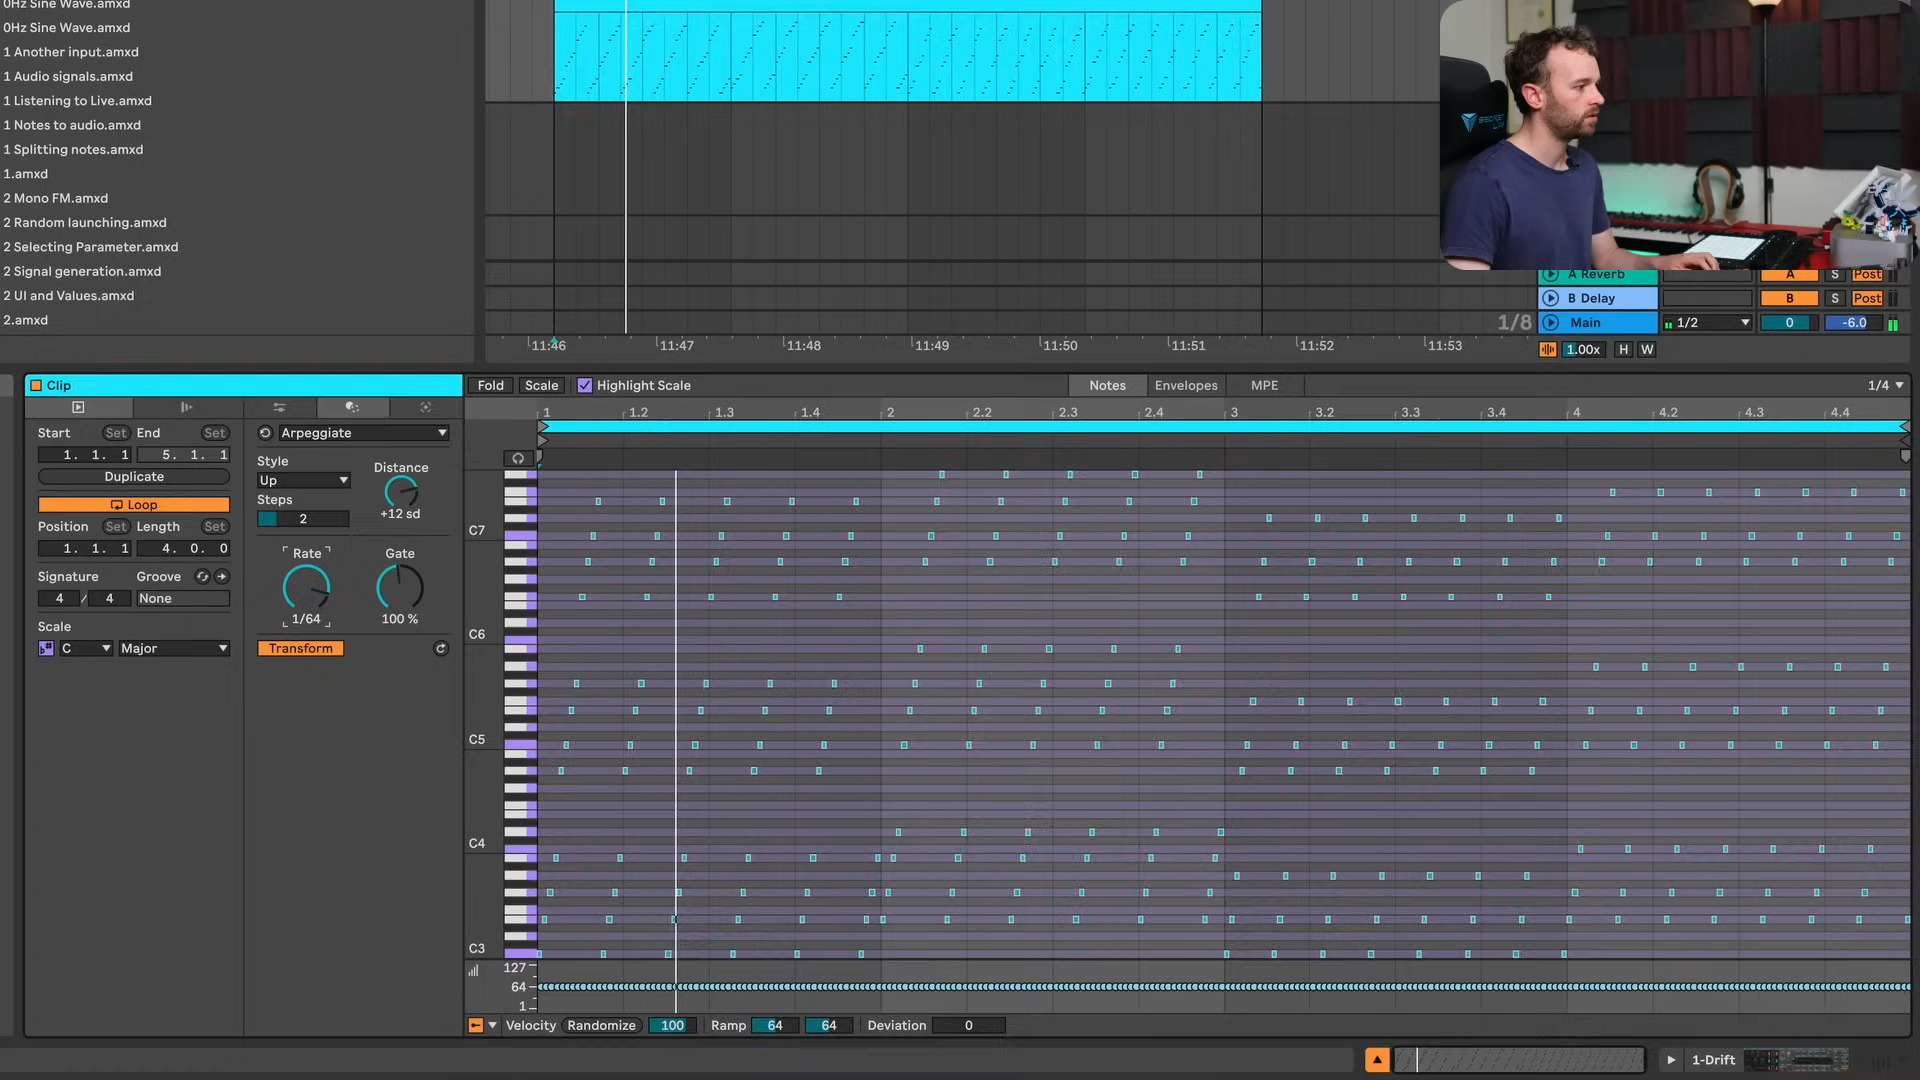 0Hz Sine Wave.amxd
0Hz Sine Wave.amxd
1 Another input.amxd
1 Audio signals.amxd
1 Listening to Live.amxd
1 Notes to audio.amxd
1 Splitting notes.amxd
1.amxd
2 Mono FM.amxd
2 Random launching.amxd
2 Selecting Parameter.amxd
2 Signal generation.amxd
2 UI and Values.amxd
2.amxd
A Reverb A S Post
B Delay B S Post
1/8 Main 1/2 0 -6.0
11:46 11:47 11:48 11:49 11:50 11:51 11:52 11:53 1.00x H W
Clip Fold Scale Highlight Scale Notes Envelopes MPE 1/4
1 1.2 1.3 1.4 2 2.2 2.3 2.4 3 3.2 3.3 3.4 4 4.2 4.3 4.4
Start Set End Set
1. 1. 1 5. 1. 1
Duplicate
Loop
Position Set Length Set
1. 1. 1 4. 0. 0
Signature Groove
4 / 4 None
Scale
C Major
Arpeggiate
Style
Up
Distance
+12 sd
Steps
2
Rate Gate
1/64 100 %
Transform
C7
C6
C5
C4
C3
127
64
1
Velocity Randomize 100 Ramp 64 64 Deviation 0
1-Drift